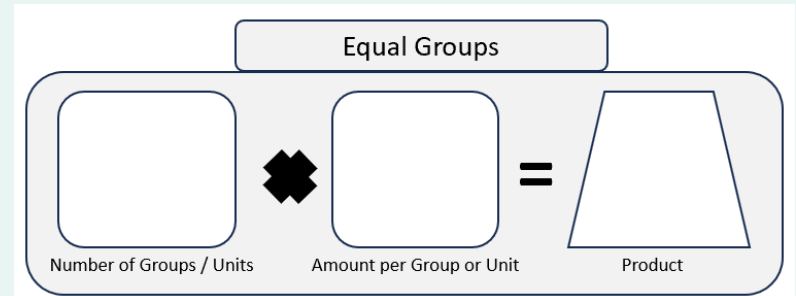 Equal Groups
=
Number of Groups / Units
Amount per Group or Unit
Product